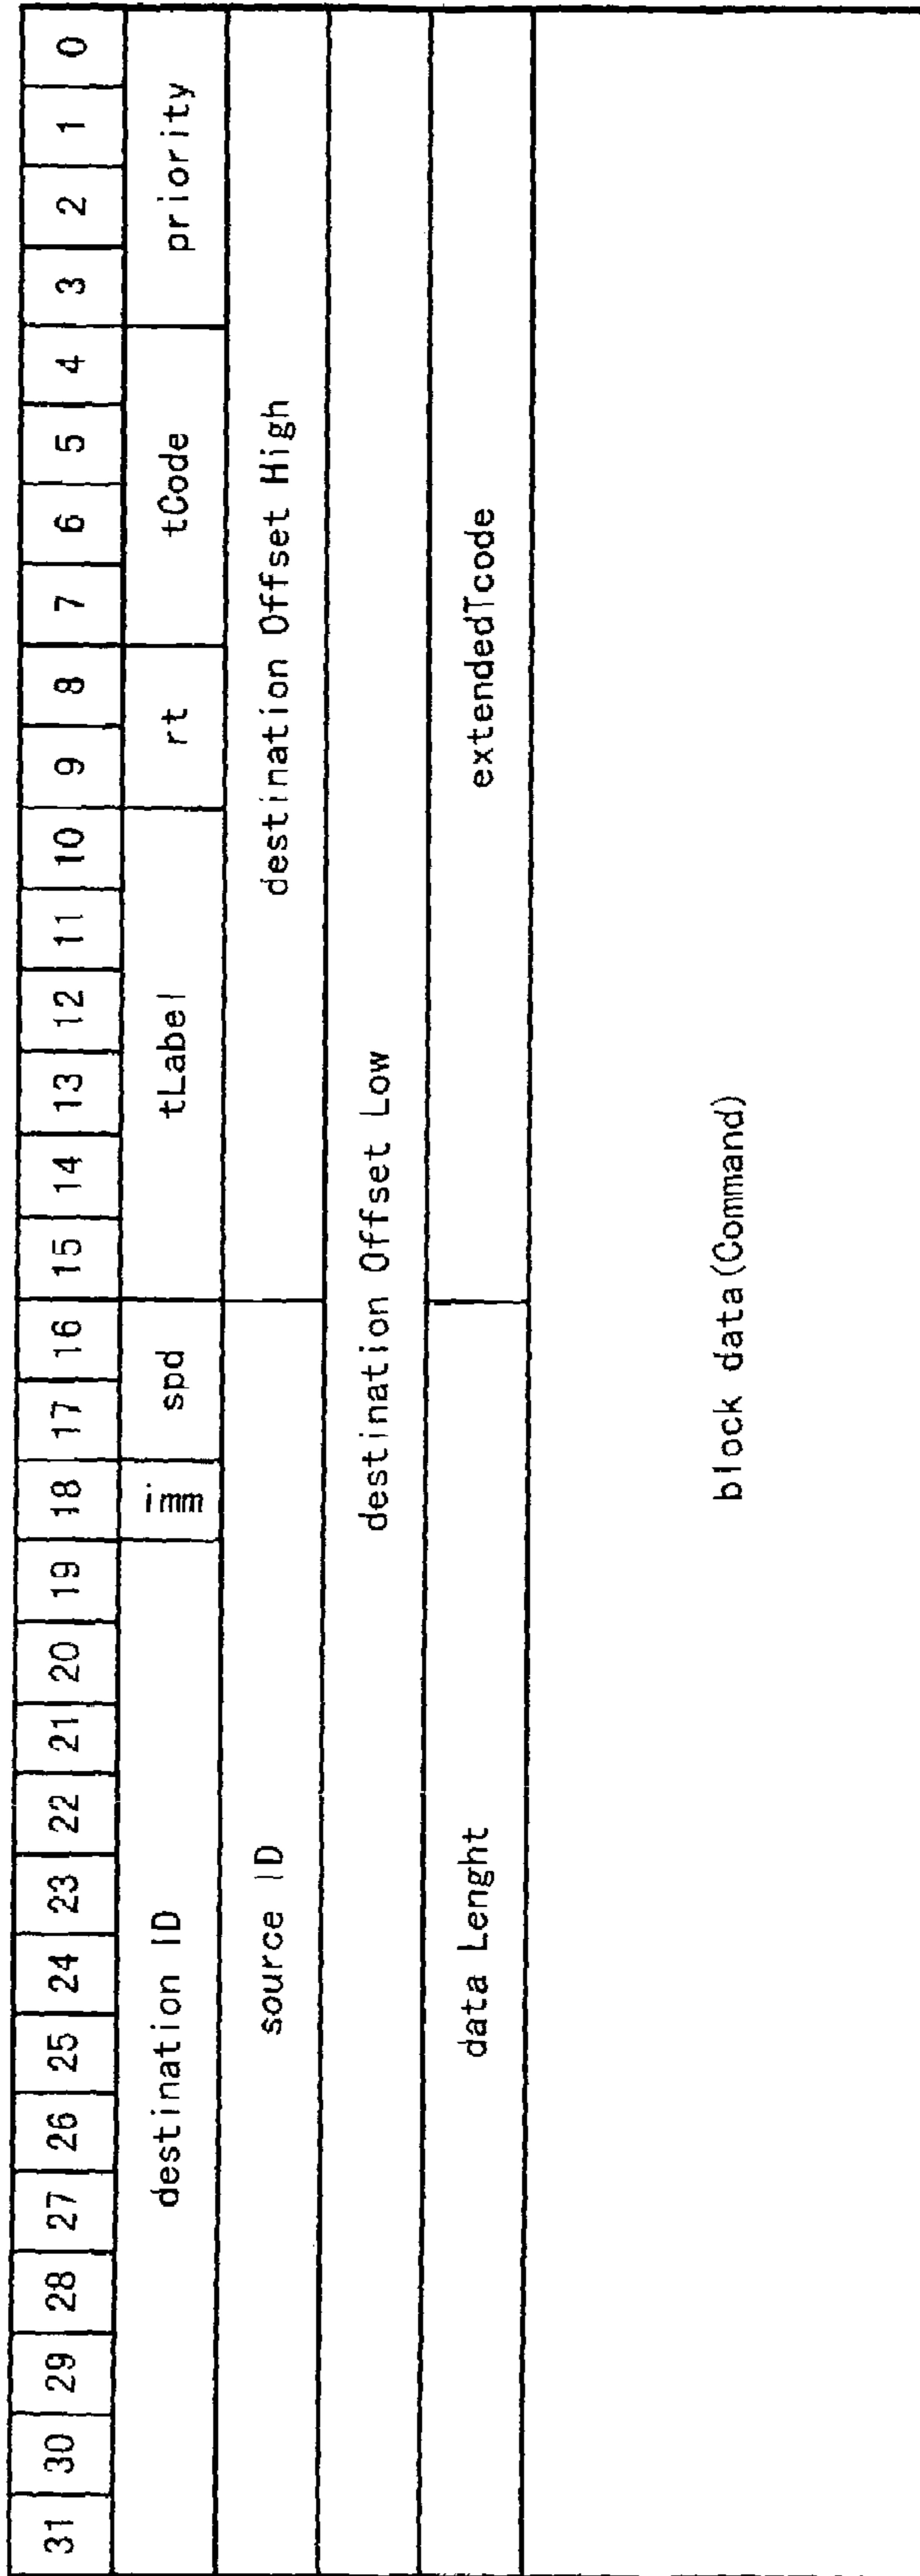 31 30 29 28 27 26 25 24 23 22 21 20 19 18 17 16 15 14 13 12 11 10 9 8 7 6 5 4 3 2 1 0
destination ID imm spd tLabel rt tCode priority
source ID destination Offset High
destination Offset Low
data Lenght extendedTcode
block data(Command)